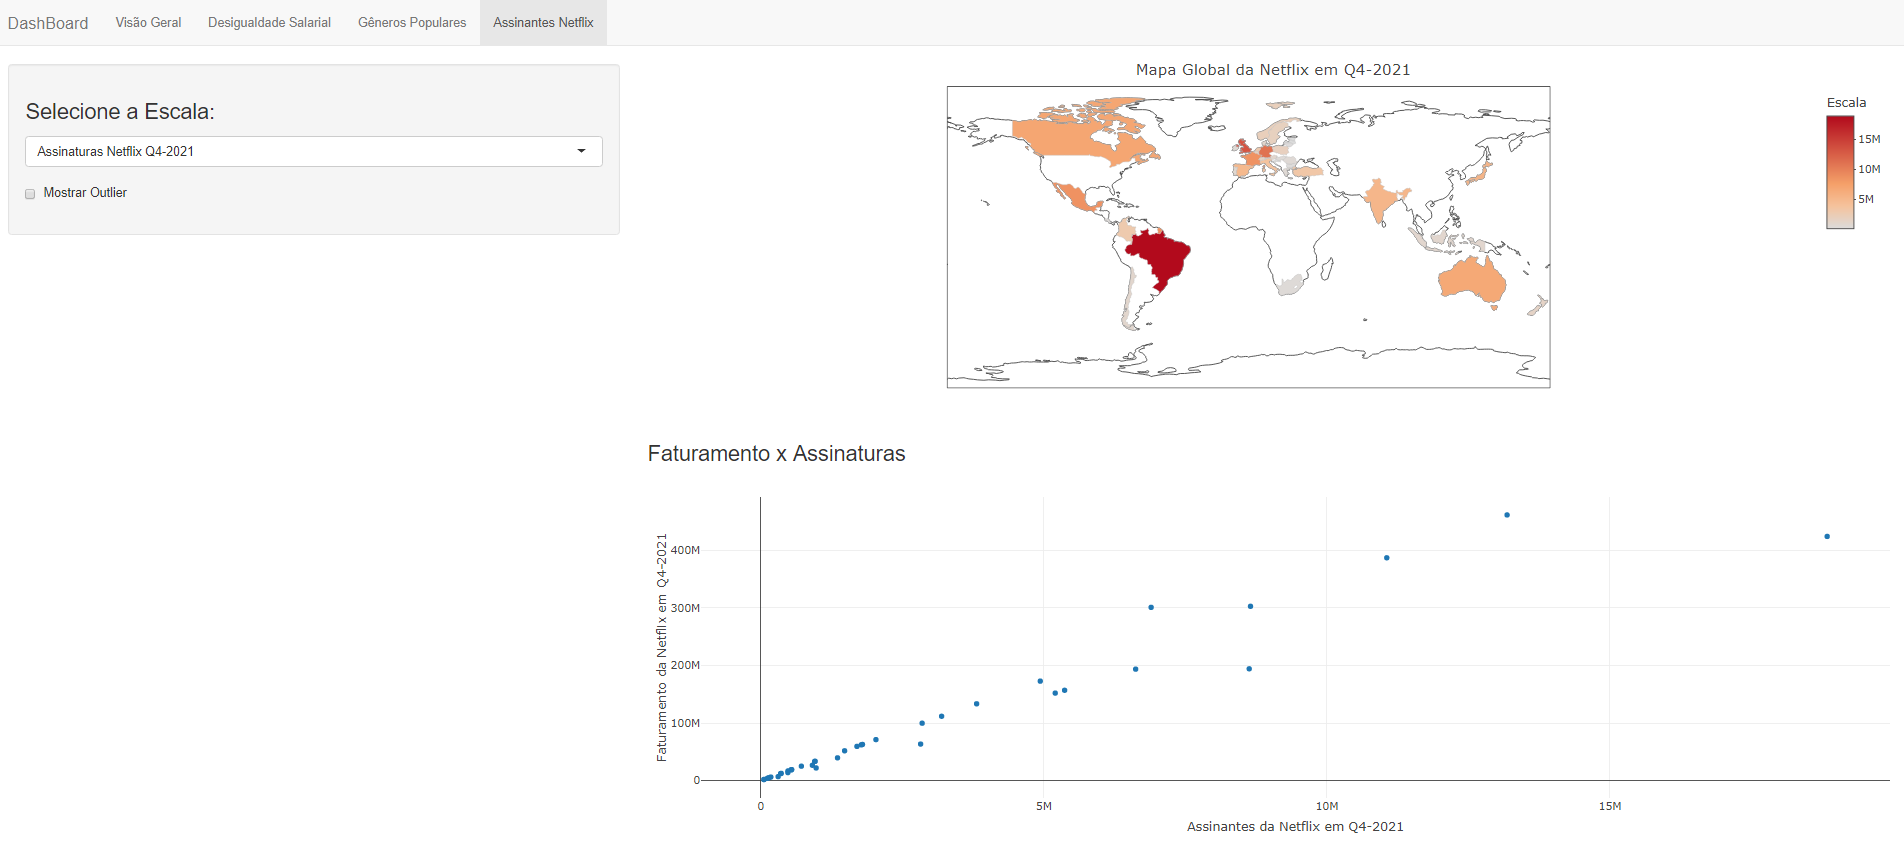 DashBoard Visão Geral Desigualdade Salarial Gêneros Populares Assinantes Netflix
Selecione a Escala:
Assinaturas Netflix Q4-2021
Mostrar Outlier
Mapa Global da Netflix em Q4-2021
Escala
15M
10M
5M
Faturamento x Assinaturas
Faturamento da Netflix em Q4-2021
400M
300M
200M
100M
0
0 5M 10M 15M
Assinantes da Netflix em Q4-2021